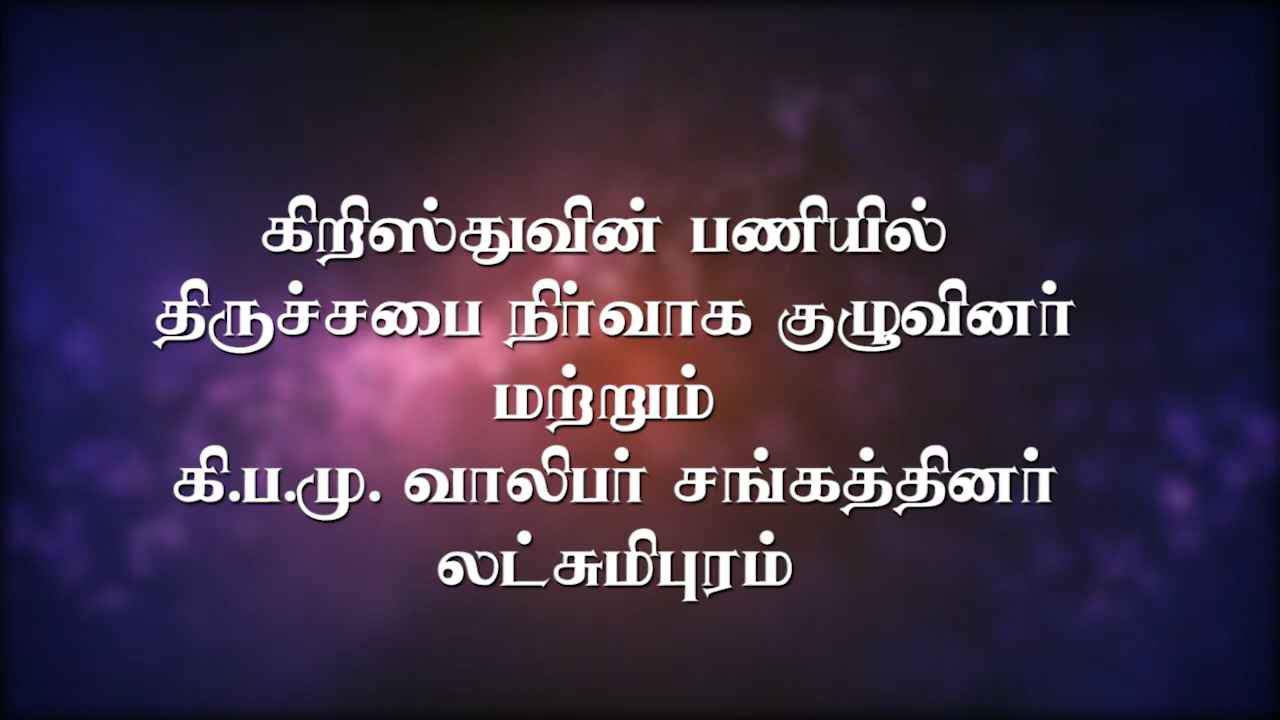 கிறிஸ்துவின் பணியில்
திருச்சபை நிர்வாக குழுவினர்
மற்றும்
கி.ப.மு. வாலிபர் சங்கத்தினர்
லட்சுமிபுரம்